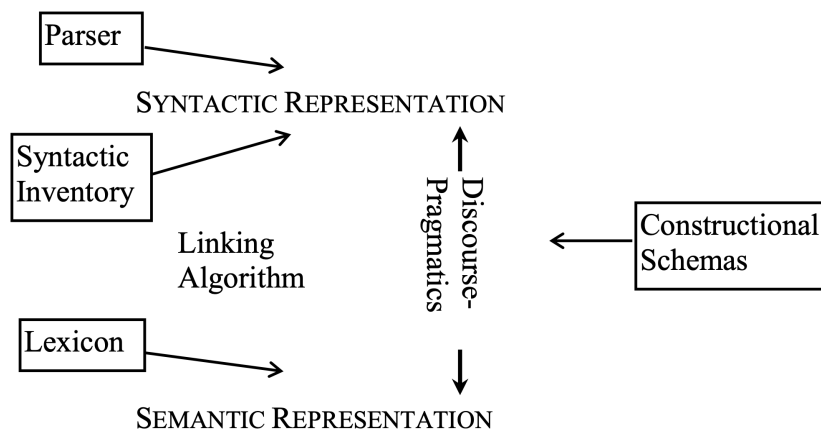 Parser
SYNTACTIC REPRESENTATION
Syntactic
Inventory
Discourse-
Pragmatics
Constructional
Schemas
Linking
Algorithm
Lexicon
SEMANTIC REPRESENTATION